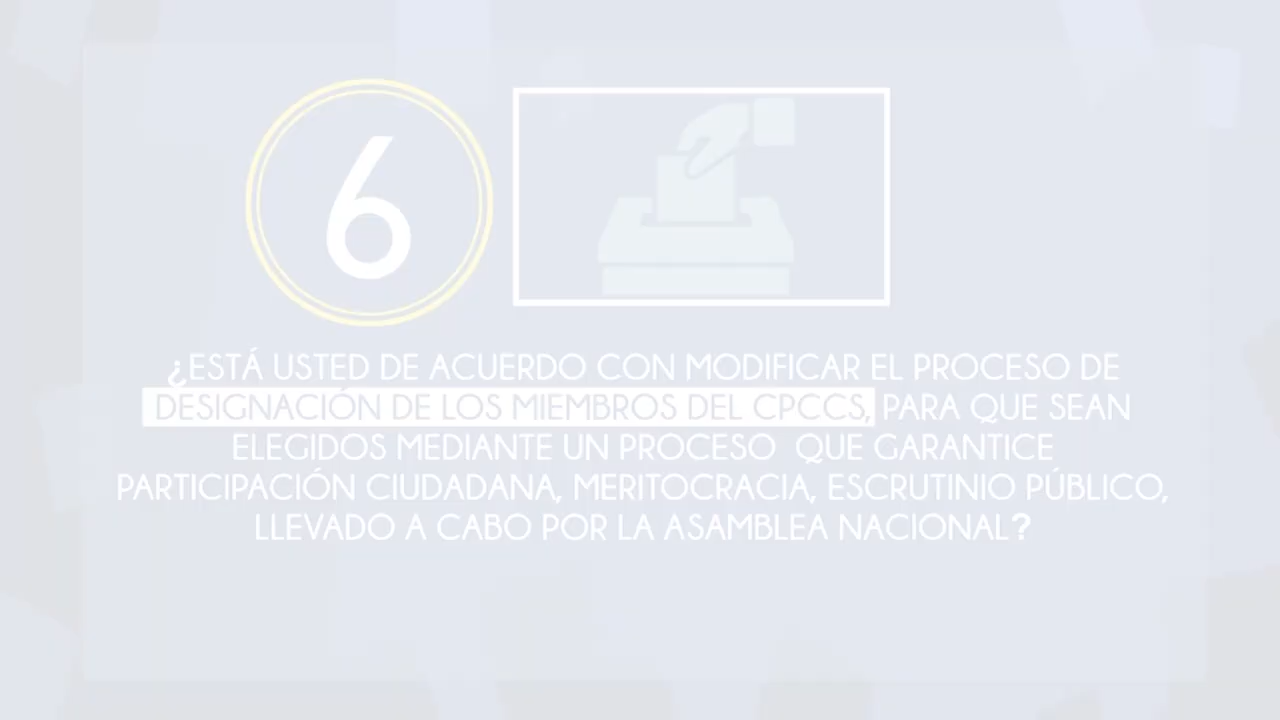 6
¿ESTÁ USTED DE ACUERDO CON MODIFICAR EL PROCESO DE
DESIGNACIÓN DE LOS MIEMBROS DEL CPCCS, PARA QUE SEAN
ELEGIDOS MEDIANTE UN PROCESO QUE GARANTICE
PARTICIPACIÓN CIUDADANA, MERITOCRACIA, ESCRUTINIO PÚBLICO,
LLEVADO A CABO POR LA ASAMBLEA NACIONAL?